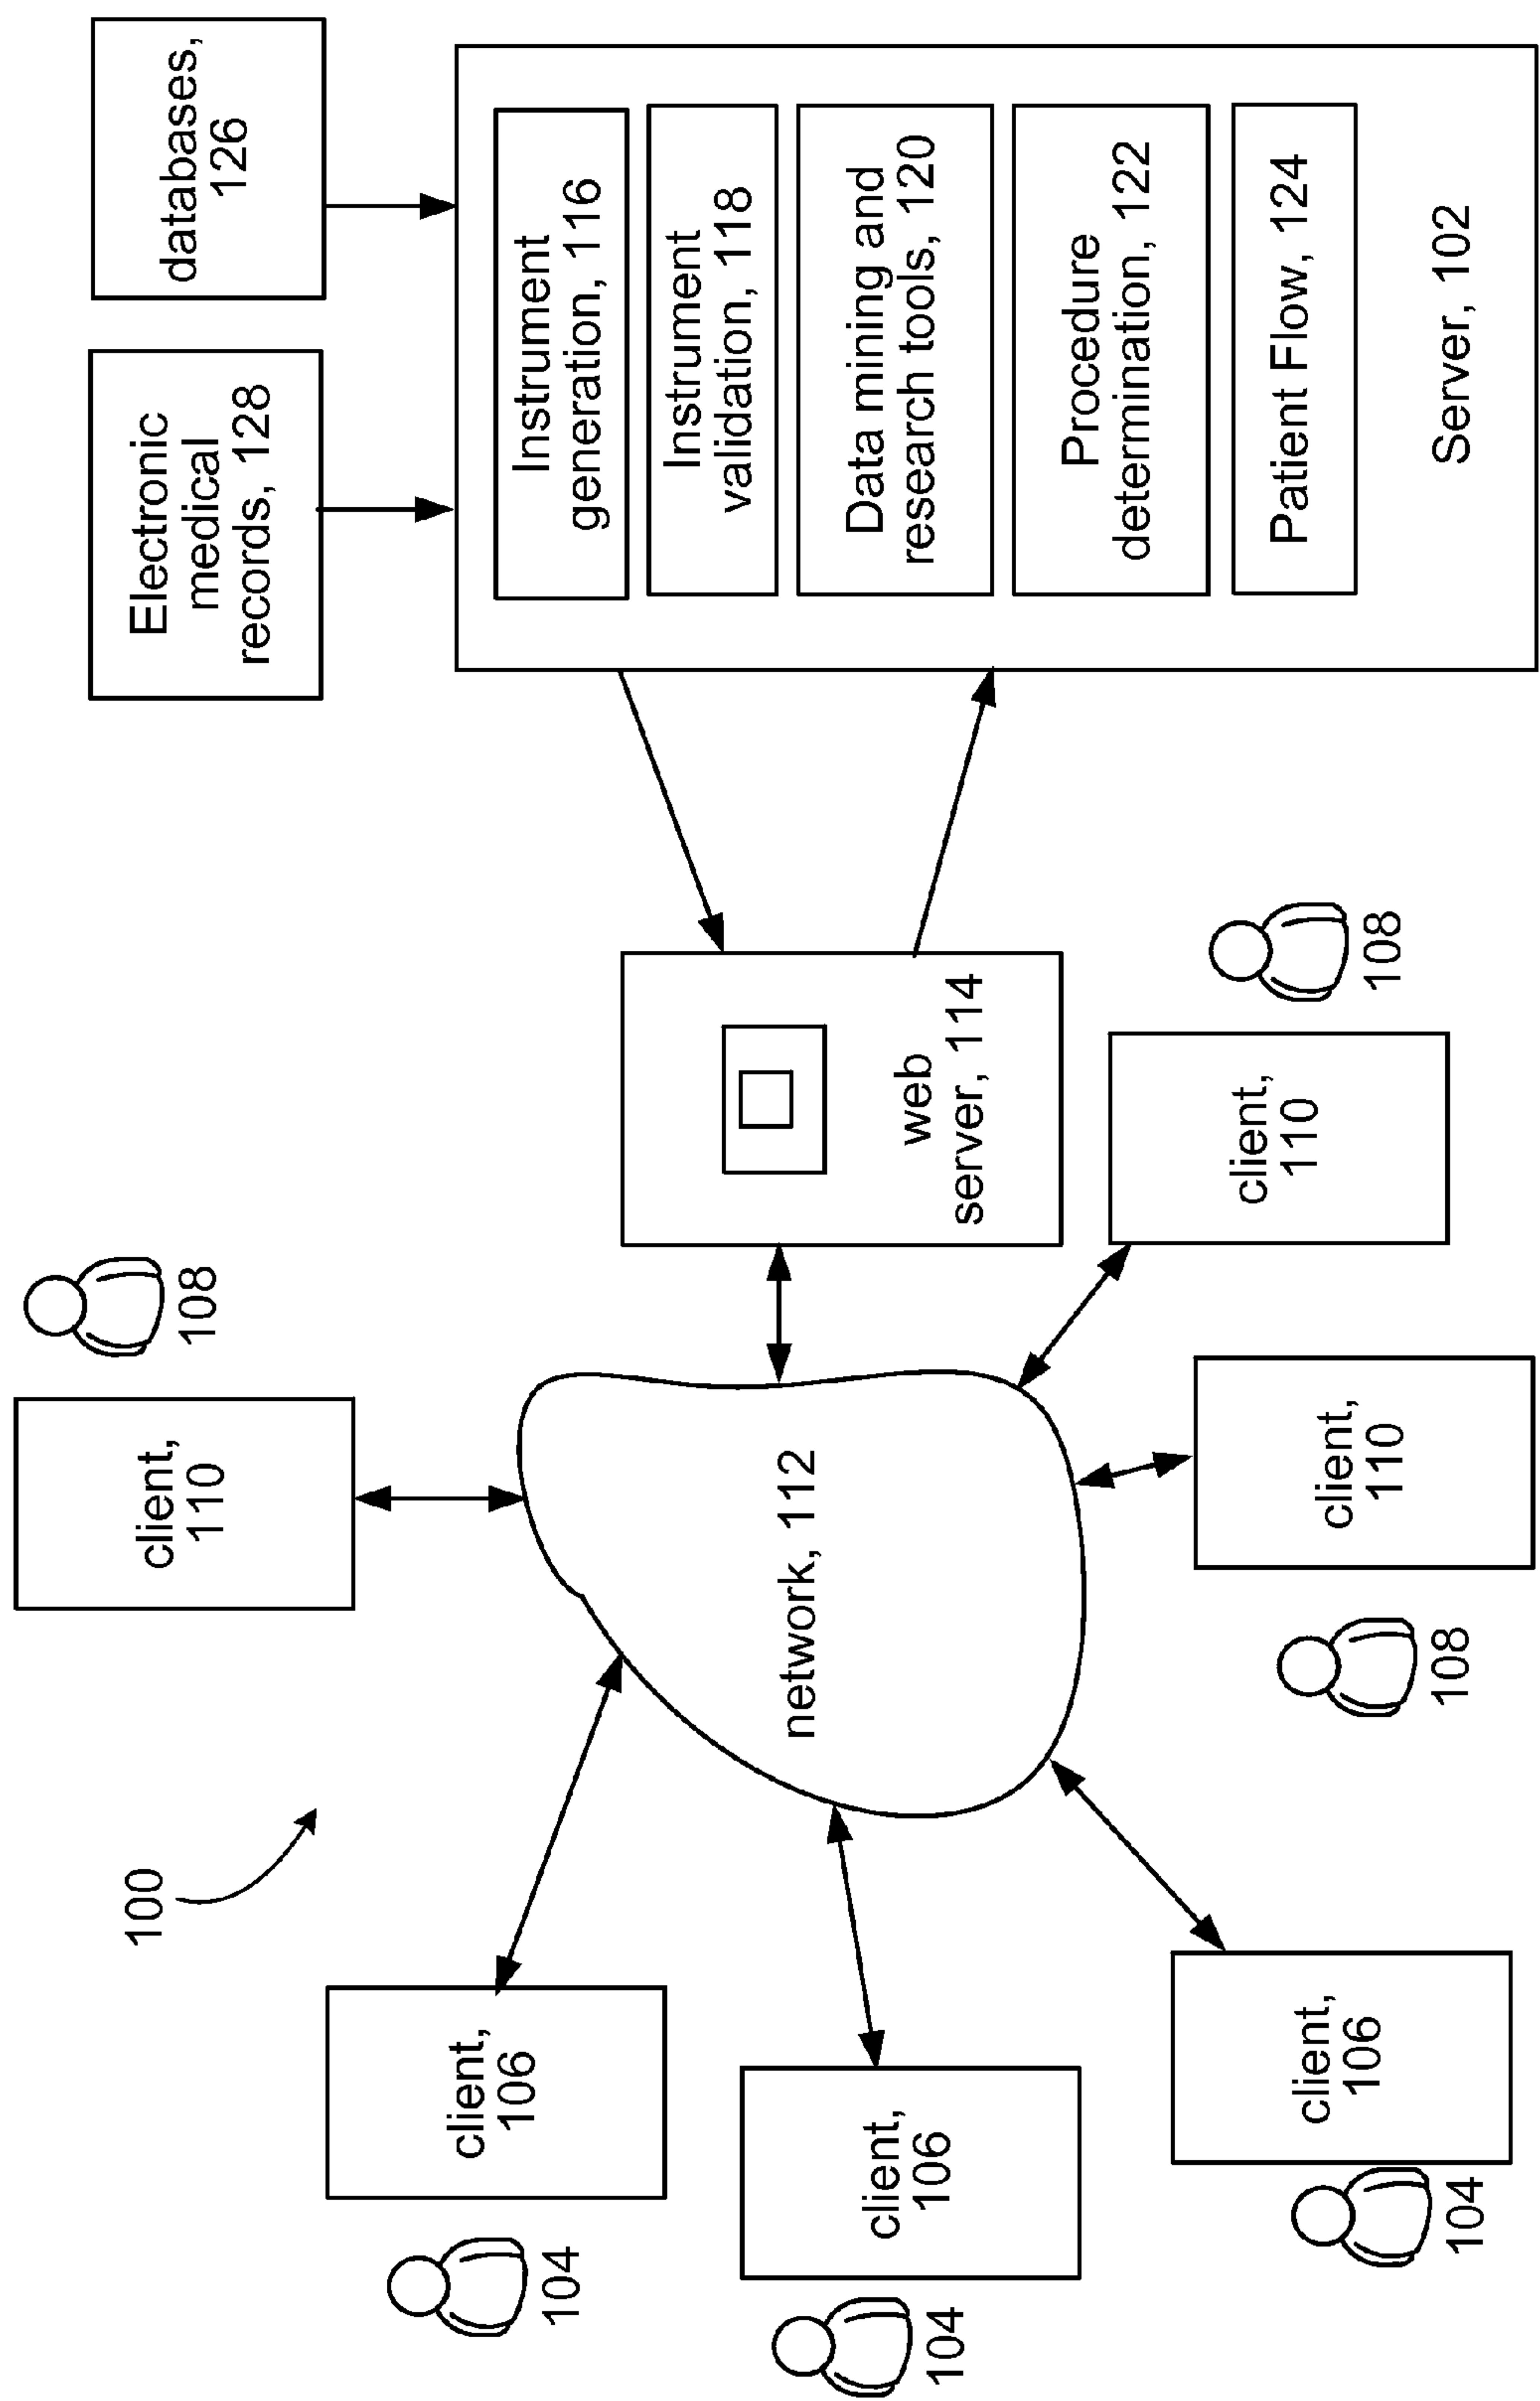 100
client,
110
108
Electronic
medical
records, 128
databases,
126
client,
106
104
client,
106
104
client,
106
104
network, 112
web
server, 114
client,
110
108
client,
110
108
Instrument
generation, 116
Instrument
validation, 118
Data mining and
research tools, 120
Procedure
determination, 122
Patient Flow, 124
Server, 102